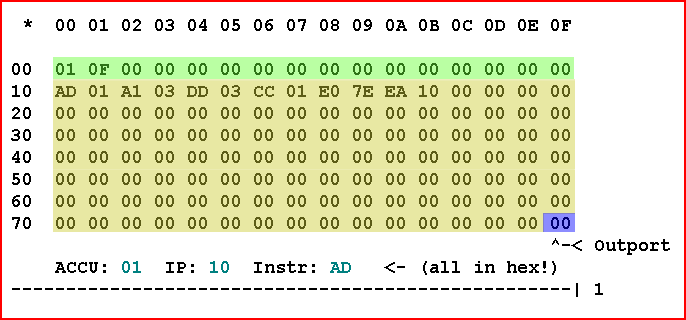 * 00 01 02 03 04 05 06 07 08 09 0A 0B 0C 0D 0E 0F
00 01 0F 00 00 00 00 00 00 00 00 00 00 00 00 00 00
10 AD 01 A1 03 DD 03 CC 01 E0 7E EA 10 00 00 00 00
20 00 00 00 00 00 00 00 00 00 00 00 00 00 00 00 00
30 00 00 00 00 00 00 00 00 00 00 00 00 00 00 00 00
40 00 00 00 00 00 00 00 00 00 00 00 00 00 00 00 00
50 00 00 00 00 00 00 00 00 00 00 00 00 00 00 00 00
60 00 00 00 00 00 00 00 00 00 00 00 00 00 00 00 00
70 00 00 00 00 00 00 00 00 00 00 00 00 00 00 00 00
^-< Outport
ACCU: 01 IP: 10 Instr: AD <- (all in hex!)
---------------------------------------------------| 1